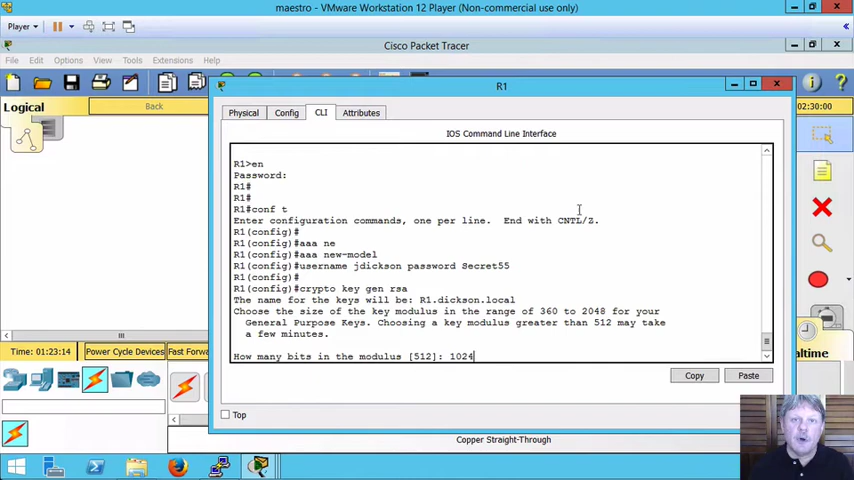 maestro - VMware Workstation 12 Player (Non-commercial use only)
Player
Cisco Packet Tracer
File Edit Options View Tools Extensions Help
R1
Logical
Back
02:30:00
Physical Config CLI Attributes
IOS Command Line Interface
R1>en
Password:
R1#
R1#
R1#conf t
Enter configuration commands, one per line. End with CNTL/Z.
R1(config)#
R1(config)#aaa ne
R1(config)#aaa new-model
R1(config)#username jdickson password Secret55
R1(config)#
R1(config)#crypto key gen rsa
The name for the keys will be: R1.dickson.local
Choose the size of the key modulus in the range of 360 to 2048 for your
General Purpose Keys. Choosing a key modulus greater than 512 may take
a few minutes.
How many bits in the modulus [512]: 1024
Copy Paste
Top
Time: 01:23:14 Power Cycle Devices Fast Forw
altime
Copper Straight-Through